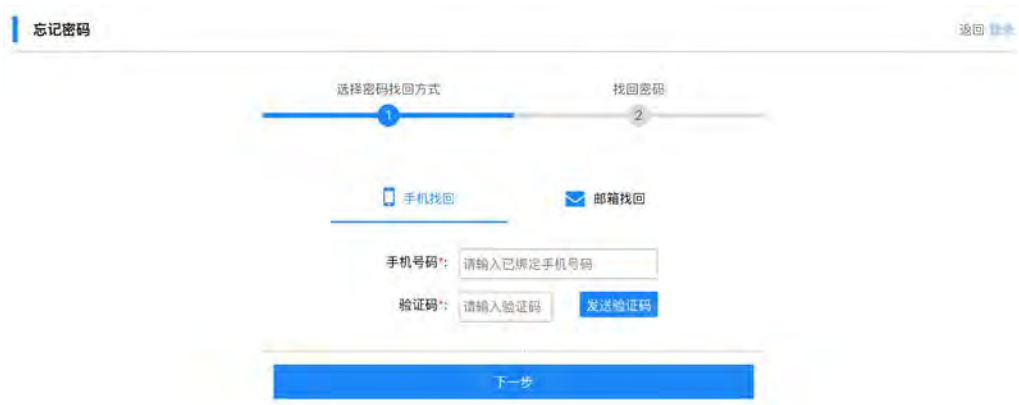 忘记密码
返回 登录
选择密码找回方式
找回密码
1
2
手机找回
邮箱找回
手机号码*: 请输入已绑定手机号码
验证码*: 请输入验证码 发送验证码
下一步